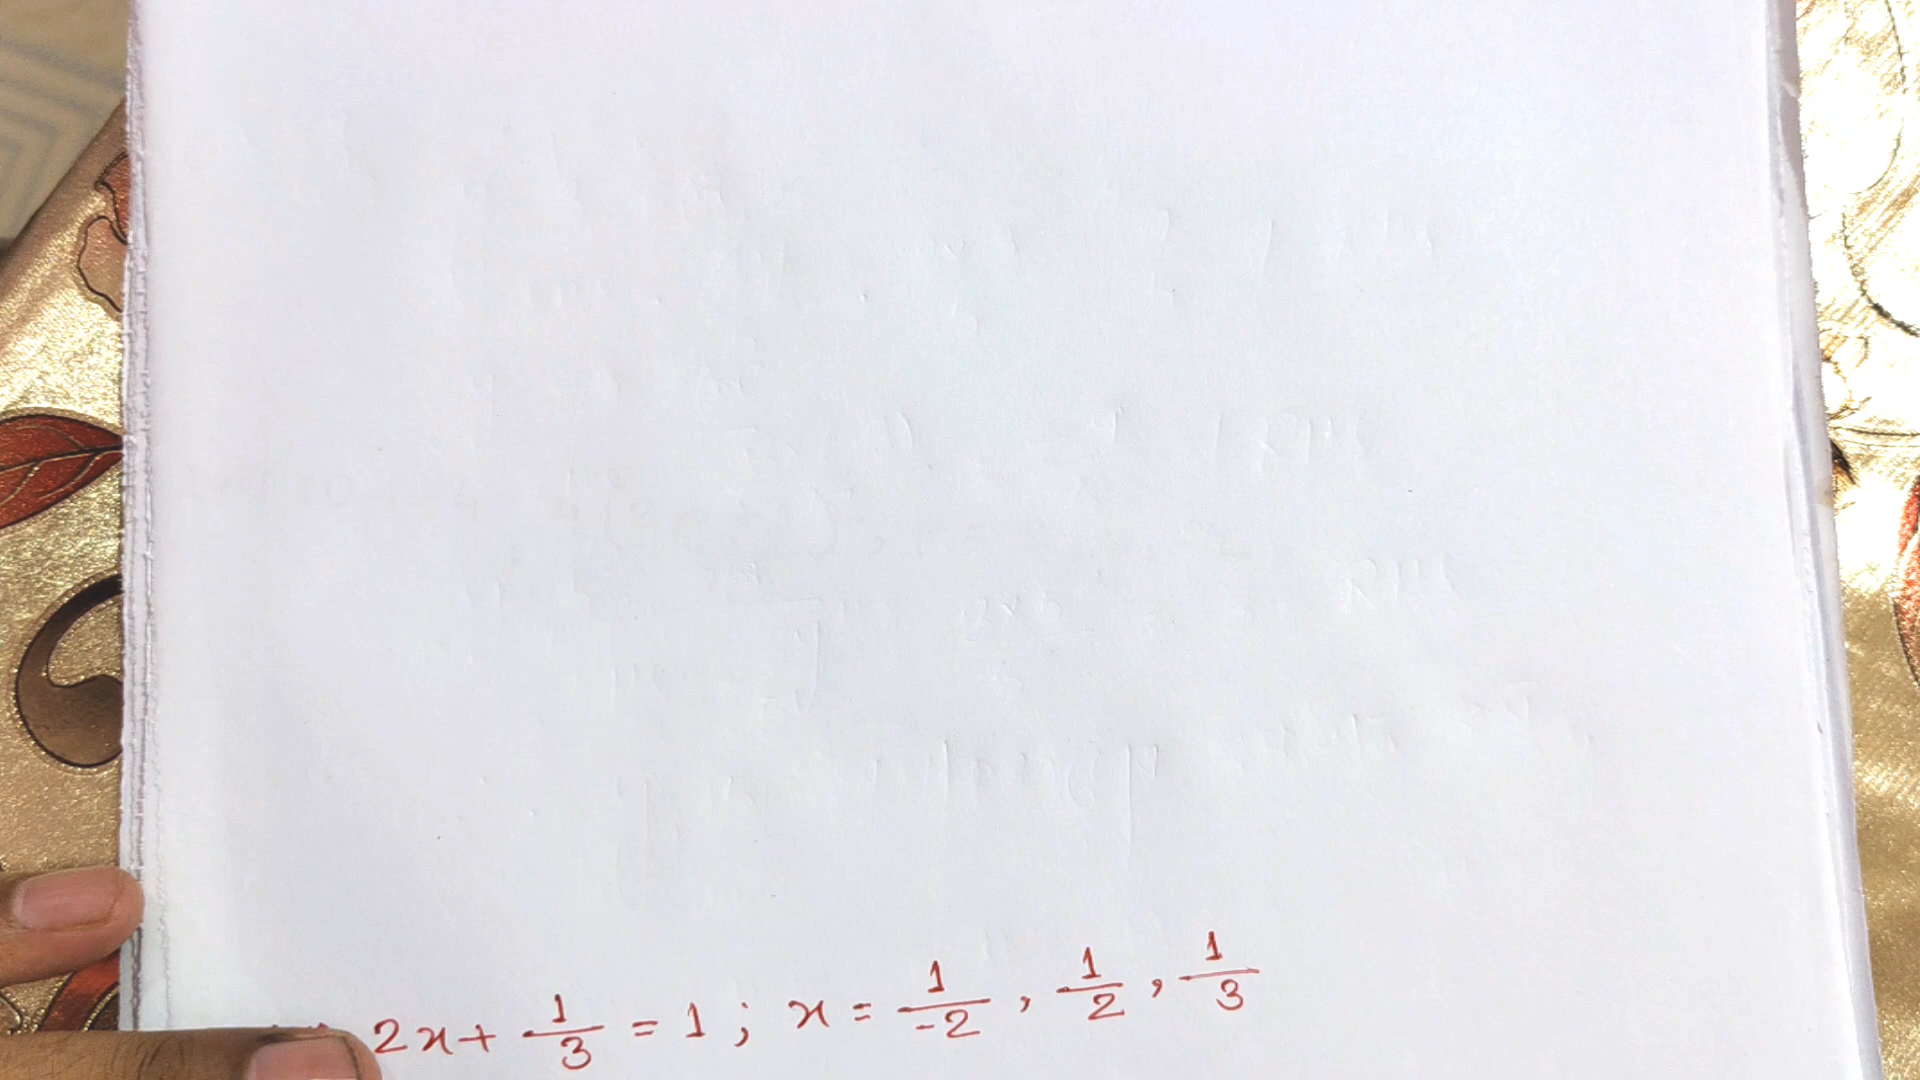 2x + 1/3 = 1 ; x = 1/-2 , 1/2 , 1/3